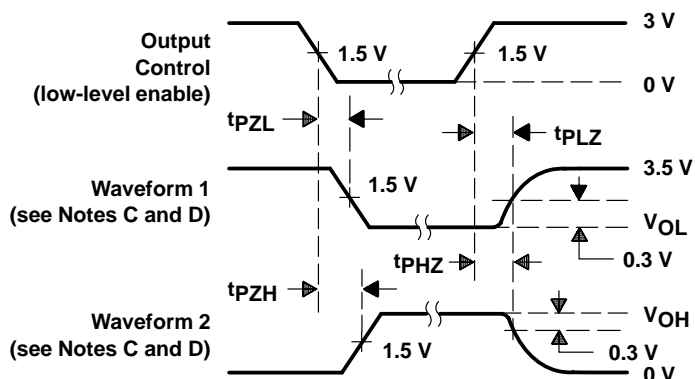 Output
Control
(low-level enable)
1.5 V
1.5 V
3 V
0 V
tPZL
tPLZ
Waveform 1
(see Notes C and D)
1.5 V
3.5 V
VOL
0.3 V
tPHZ
tPZH
Waveform 2
(see Notes C and D)
1.5 V
VOH
0.3 V
0 V